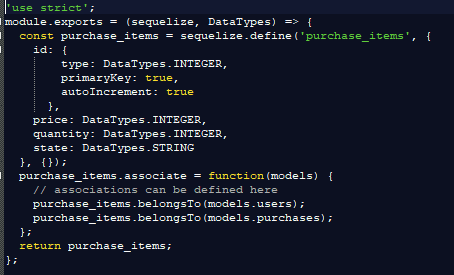 'use strict';
module.exports = (sequelize, DataTypes) => {
  const purchase_items = sequelize.define('purchase_items', {
    id: {
        type: DataTypes.INTEGER,
        primaryKey: true,
        autoIncrement: true
      },
    price: DataTypes.INTEGER,
    quantity: DataTypes.INTEGER,
    state: DataTypes.STRING
  }, {});
  purchase_items.associate = function(models) {
    // associations can be defined here
    purchase_items.belongsTo(models.users);
    purchase_items.belongsTo(models.purchases);
  };
  return purchase_items;
};